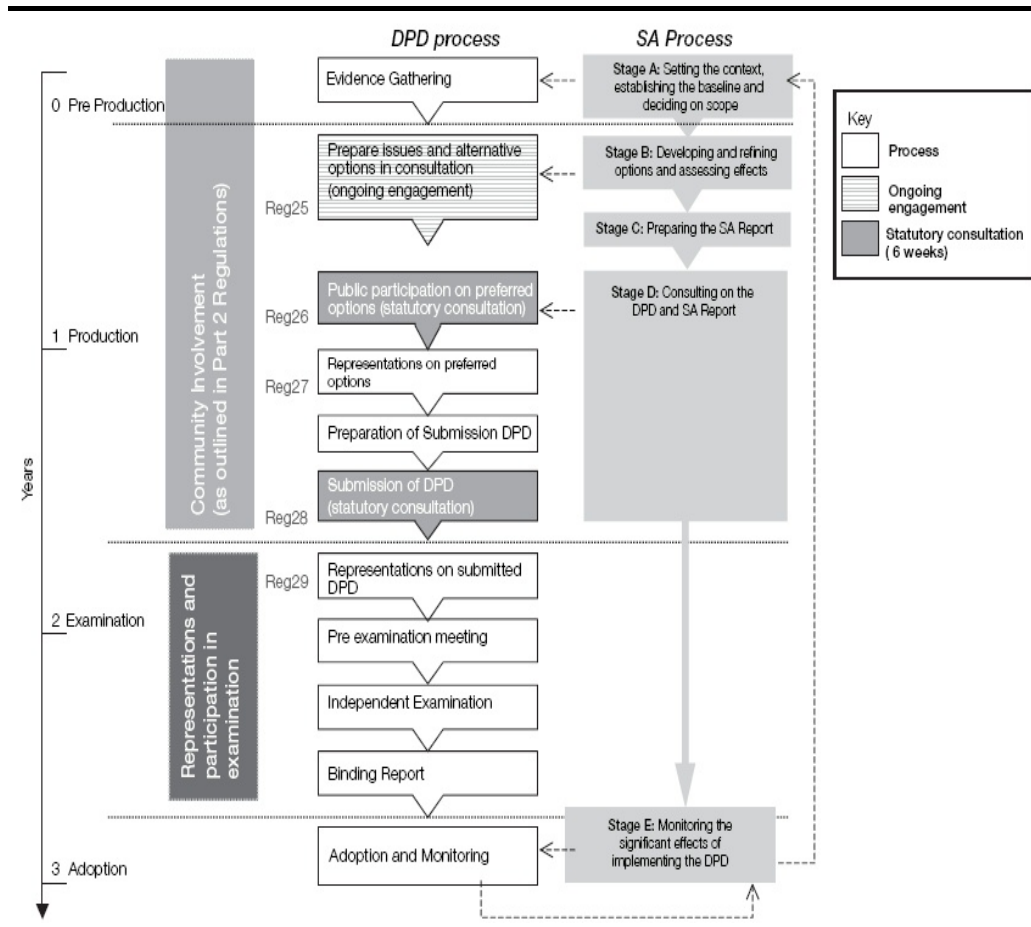 DPD process
SA Process
0 Pre Production
1 Production
2 Examination
3 Adoption
Years
Community Involvement
(as outlined in Part 2 Regulations)
Representations and
participation in
examination
Evidence Gathering
Prepare issues and alternative
options in consultation
(ongoing engagement)
Reg25
Public participation on preferred
options (statutory consultation)
Reg26
Representations on preferred
options
Reg27
Preparation of Submission DPD
Submission of DPD
(statutory consultation)
Reg28
Representations on submitted
DPD
Reg29
Pre examination meeting
Independent Examination
Binding Report
Adoption and Monitoring
Stage A: Setting the context,
establishing the baseline and
deciding on scope
Stage B: Developing and refining
options and assessing effects
Stage C: Preparing the SA Report
Stage D: Consulting on the
DPD and SA Report
Stage E: Monitoring the
significant effects of
implementing the DPD
Key
Process
Ongoing
engagement
Statutory consultation
( 6 weeks)